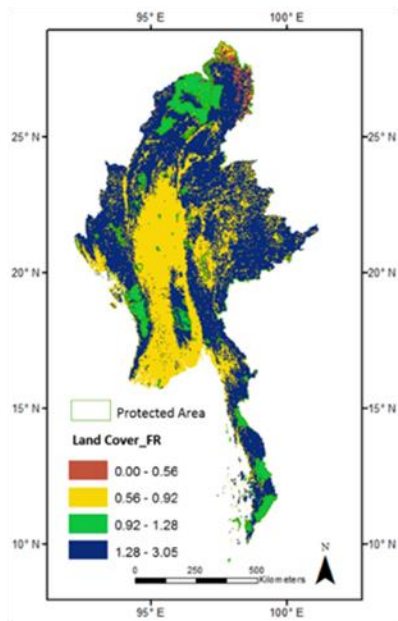 95° E 100° E
25° N 25° N
20° N 20° N
15° N 15° N
10° N 10° N
Protected Area
Land Cover_FR
0.00 - 0.56
0.56 - 0.92
0.92 - 1.28
1.28 - 3.05
N
0 250 500
Kilometers
95° E 100° E